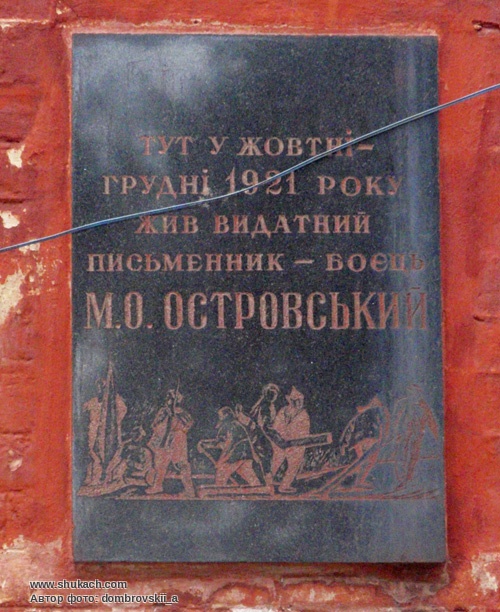 ТУТ У ЖОВТНІ–
ГРУДНІ 1921 РОКУ
ЖИВ ВИДАТНИЙ
ПИСЬМЕННИК – БОЄЦЬ
М.О. ОСТРОВСЬКИЙ
www.shukach.com
Автор фото: dombrovskii_a